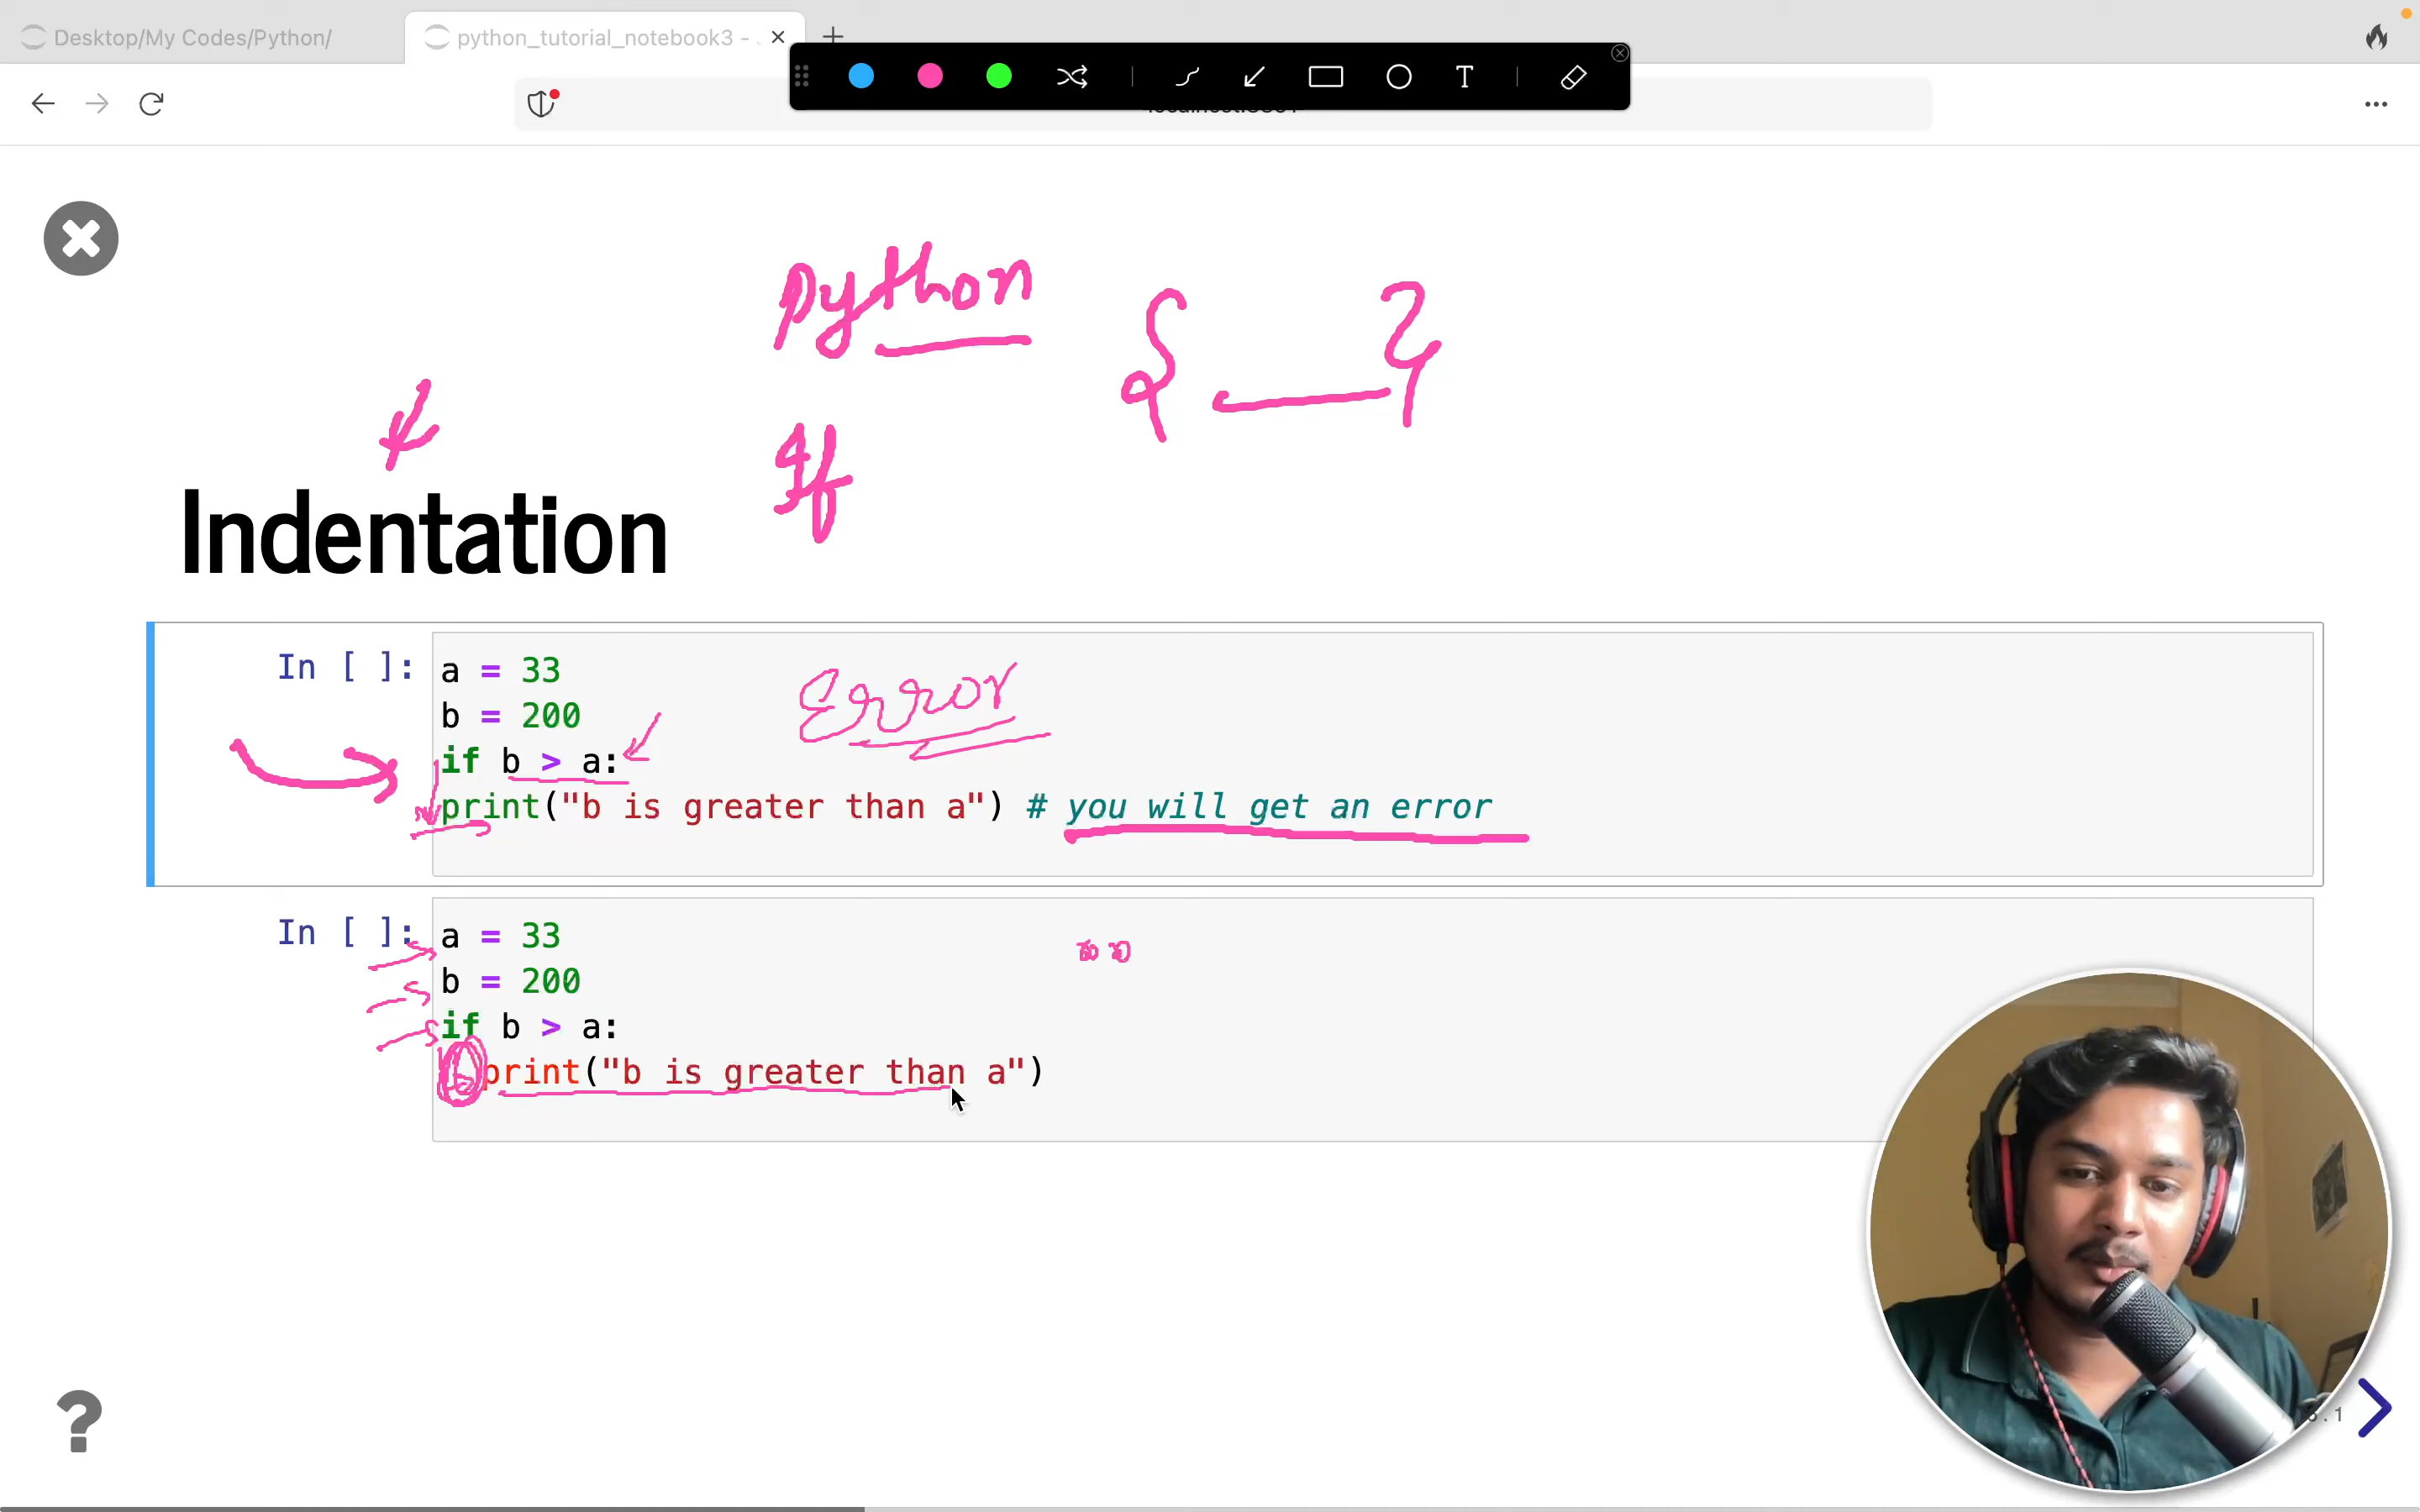 Desktop/My Codes/Python/
python_tutorial_notebook3 -
T
python
{ }
If
Indentation
In [ ]:
a = 33
b = 200
if b > a:
print("b is greater than a") # you will get an error
Error
In [ ]:
a = 33
b = 200
if b > a:
  print("b is greater than a")
?